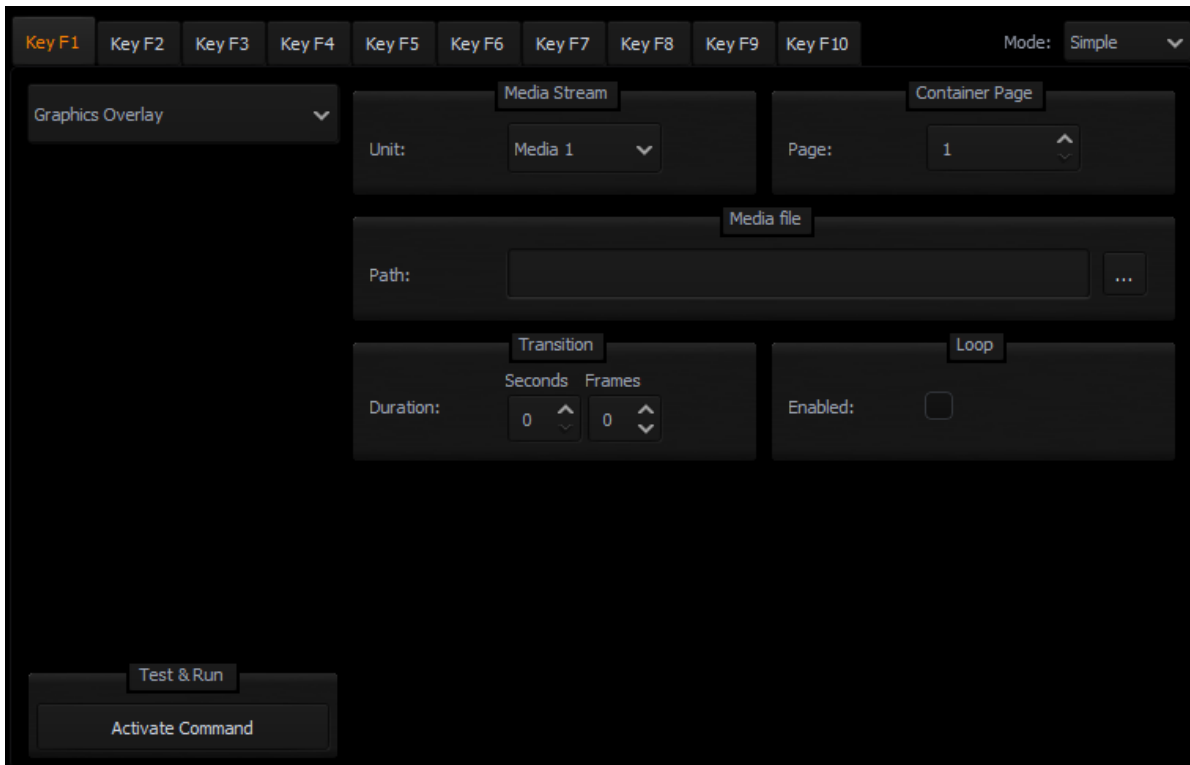 Key F1 Key F2 Key F3 Key F4 Key F5 Key F6 Key F7 Key F8 Key F9 Key F10 Mode: Simple
Graphics Overlay
Media Stream
Unit: Media 1
Container Page
Page: 1
Media file
Path: ...
Transition
Seconds Frames
Duration: 0 0
Loop
Enabled:
Test & Run
Activate Command